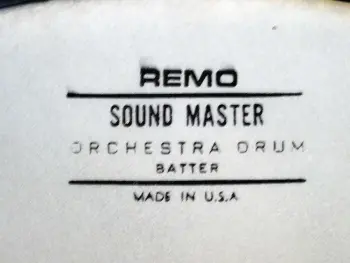 REMO
SOUND MASTER
ORCHESTRA DRUM
BATTER
MADE IN U.S.A